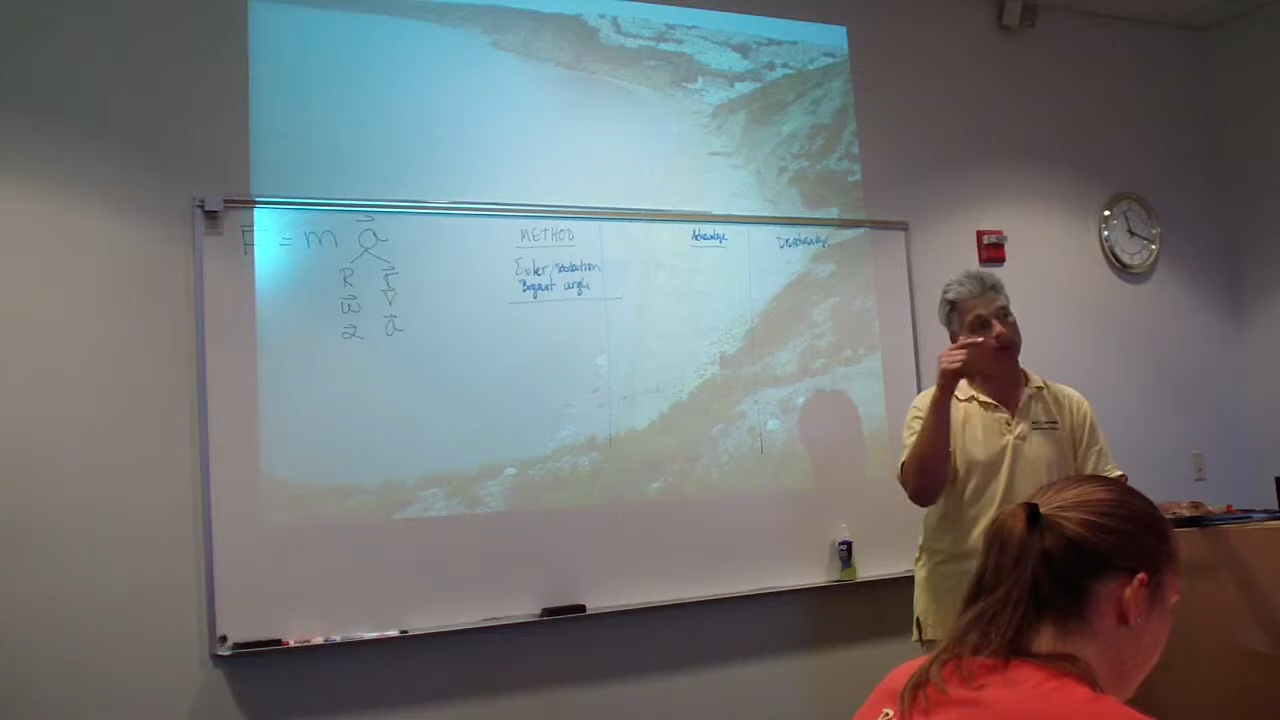 F = m a
R r
ω v
α a
METHOD Advantage Disadvantage
Euler/rotation
Bryant angle